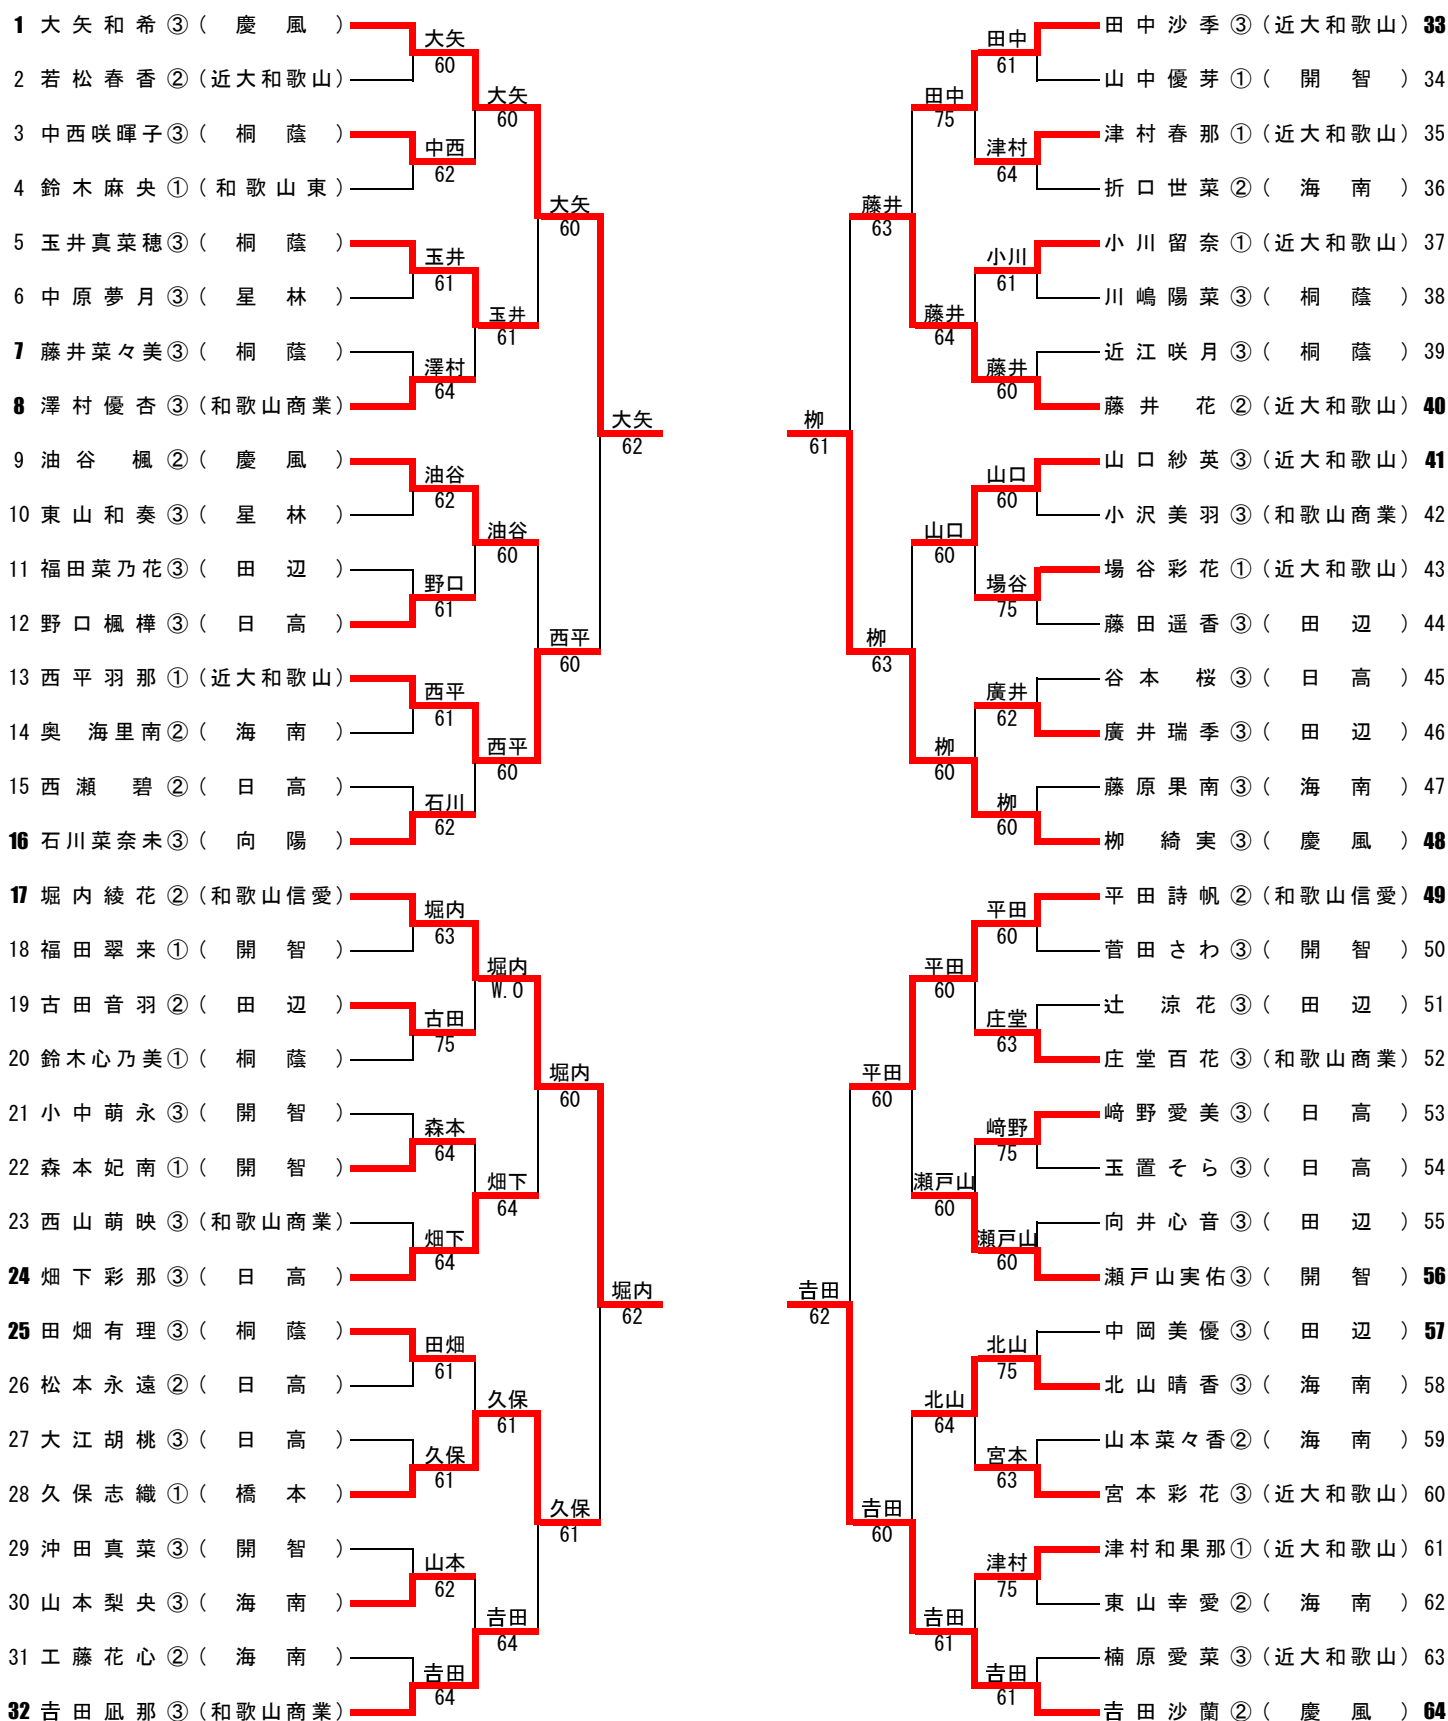 1 大矢和希③(慶風)
2 若松春香②(近大和歌山)
3 中西咲暉子③(桐蔭)
4 鈴木麻央①(和歌山東)
5 玉井真菜穂③(桐蔭)
6 中原夢月③(星林)
7 藤井菜々美③(桐蔭)
8 澤村優杏③(和歌山商業)
9 油谷楓②(慶風)
10 東山和奏③(星林)
11 福田菜乃花③(田辺)
12 野口楓樺③(日高)
13 西平羽那①(近大和歌山)
14 奥海里南②(海南)
15 西瀬碧②(日高)
16 石川菜奈未③(向陽)
17 堀内綾花②(和歌山信愛)
18 福田翠来①(開智)
19 古田音羽②(田辺)
20 鈴木心乃美①(桐蔭)
21 小中萌永③(開智)
22 森本妃南①(開智)
23 西山萌映③(和歌山商業)
24 畑下彩那③(日高)
25 田畑有理③(桐蔭)
26 松本永遠②(日高)
27 大江胡桃③(日高)
28 久保志織①(橋本)
29 沖田真菜③(開智)
30 山本梨央③(海南)
31 工藤花心②(海南)
32 吉田凪那③(和歌山商業)
大矢
60
中西
62
玉井
61
澤村
64
油谷
62
野口
61
西平
61
石川
62
堀内
63
古田
75
森本
64
畑下
64
田畑
61
久保
61
山本
62
吉田
64
大矢
60
玉井
61
油谷
60
西平
60
堀内
W.O
畑下
64
久保
61
吉田
64
大矢
60
西平
60
堀内
60
久保
61
大矢
62
堀内
62
柳
61
吉田
62
藤井
63
柳
63
平田
60
吉田
60
田中
75
藤井
64
山口
60
柳
60
平田
60
瀬戸山
60
北山
64
吉田
61
田中
61
津村
64
小川
61
藤井
60
山口
60
場谷
75
廣井
62
柳
60
平田
60
庄堂
63
﨑野
75
瀬戸山
60
北山
75
宮本
63
津村
75
吉田
61
田中沙季③(近大和歌山) 33
山中優芽①(開智) 34
津村春那①(近大和歌山) 35
折口世菜②(海南) 36
小川留奈①(近大和歌山) 37
川嶋陽菜③(桐蔭) 38
近江咲月③(桐蔭) 39
藤井花②(近大和歌山) 40
山口紗英③(近大和歌山) 41
小沢美羽③(和歌山商業) 42
場谷彩花①(近大和歌山) 43
藤田遥香③(田辺) 44
谷本桜③(日高) 45
廣井瑞季③(田辺) 46
藤原果南③(海南) 47
柳綺実③(慶風) 48
平田詩帆②(和歌山信愛) 49
菅田さわ③(開智) 50
辻涼花③(田辺) 51
庄堂百花③(和歌山商業) 52
﨑野愛美③(日高) 53
玉置そら③(日高) 54
向井心音③(田辺) 55
瀬戸山実佑③(開智) 56
中岡美優③(田辺) 57
北山晴香③(海南) 58
山本菜々香②(海南) 59
宮本彩花③(近大和歌山) 60
津村和果那①(近大和歌山) 61
東山幸愛②(海南) 62
楠原愛菜③(近大和歌山) 63
吉田沙蘭②(慶風) 64